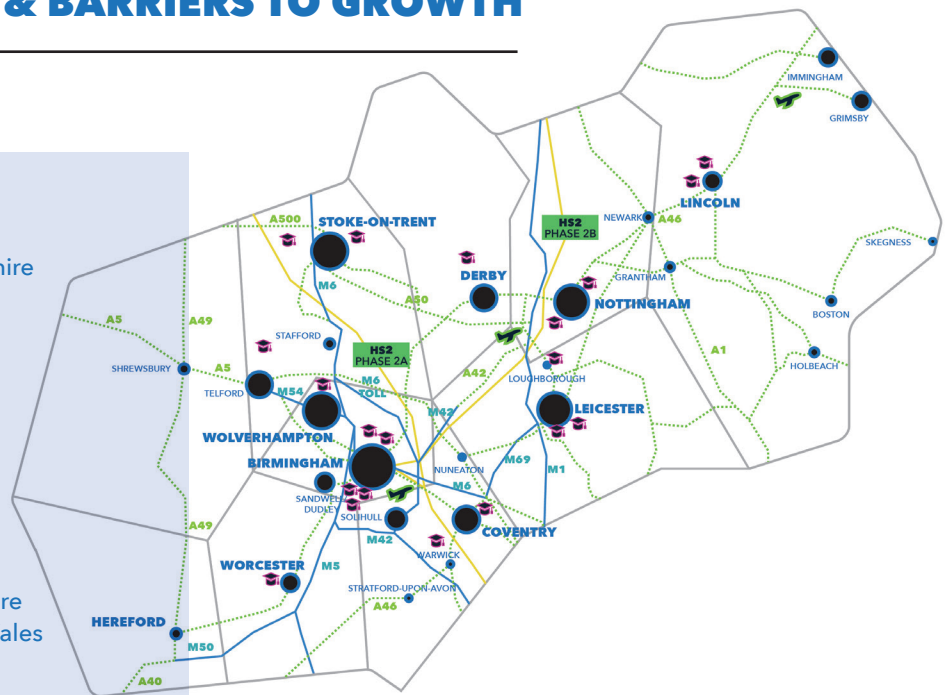 & BARRIERS TO GROWTH
IMMINGHAM
GRIMSBY
LINCOLN
A500
STOKE-ON-TRENT
HS2
PHASE 2B
NEWARK
A46
SKEGNESS
hire
DERBY
GRANTHAM
M6
A50
NOTTINGHAM
BOSTON
A5
A49
STAFFORD
HS2
PHASE 2A
A1
SHREWSBURY
A5
M6
TOLL
A42
LOUGHBOROUGH
HOLBEACH
TELFORD
M54
M42
LEICESTER
WOLVERHAMPTON
BIRMINGHAM
NUNEATON
M69
M1
SANDWELL
DUDLEY
M6
SOLIHULL
A49
M42
COVENTRY
WARWICK
WORCESTER
M5
STRATFORD-UPON-AVON
A46
re
HEREFORD
ales
M50
A40